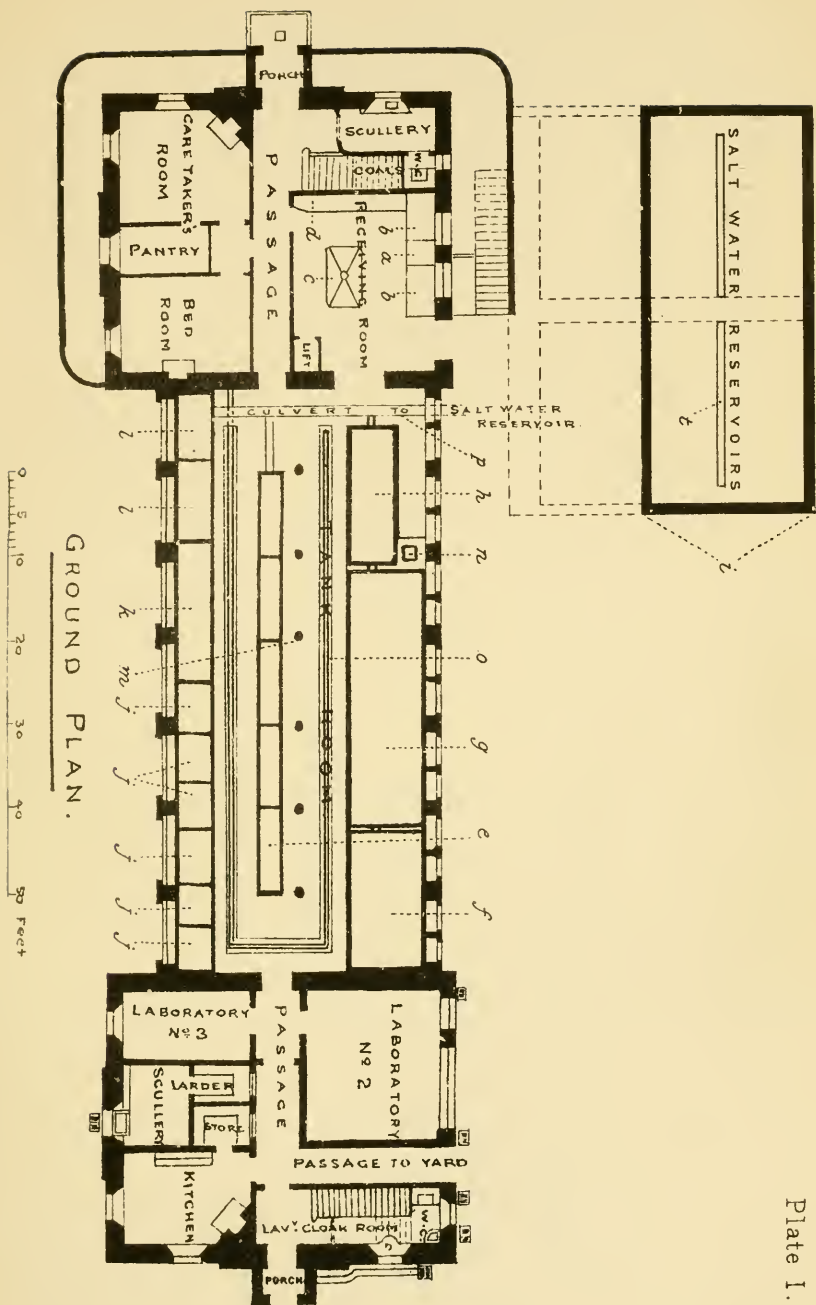 Plate I.
SALT WATER RESERVOIRS
t
i
PORCH
SCULLERY
W.C.
COALS
CARE TAKER'S
ROOM
PASSAGE
RECEIVING ROOM
b
a
b
d
c
PANTRY
BED
ROOM
LIFT
CULVERT TO SALT WATER
RESERVOIR.
p
h
n
o
g
e
f
TANK ROOM
l
l
k
m
j
j
j
j
j
LABORATORY
No. 3
PASSAGE
LABORATORY
No. 2
LARDER
SCULLERY
STORE
PASSAGE TO YARD
KITCHEN
LAVY. CLOAK ROOM
W.C.
PORCH
GROUND PLAN.
0 5 10 20 30 40 50 Feet